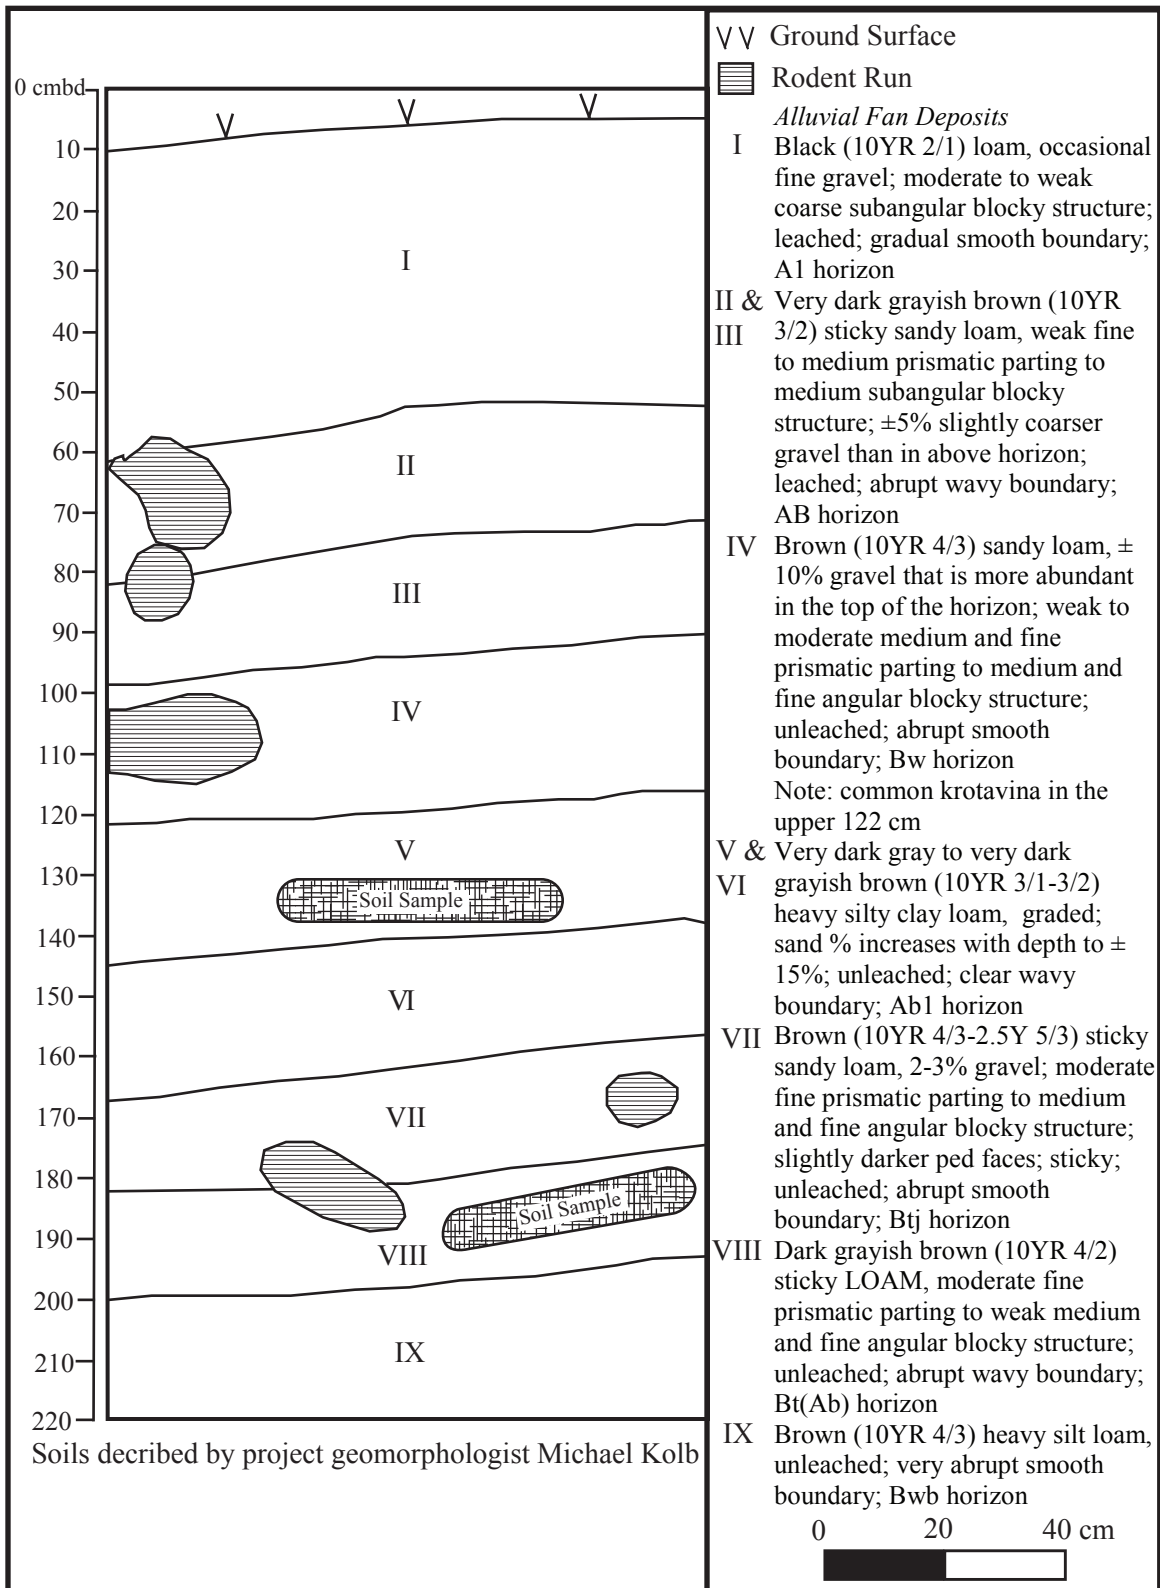 0 cmbd
10
20
30
40
50
60
70
80
90
100
110
120
130
140
150
160
170
180
190
200
210
220
I
II
III
IV
V
Soil Sample
VI
VII
Soil Sample
VIII
IX
Soils decribed by project geomorphologist Michael Kolb
Ground Surface
Rodent Run
Alluvial Fan Deposits
I Black (10YR 2/1) loam, occasional
fine gravel; moderate to weak
coarse subangular blocky structure;
leached; gradual smooth boundary;
A1 horizon
II & Very dark grayish brown (10YR
III 3/2) sticky sandy loam, weak fine
to medium prismatic parting to
medium subangular blocky
structure; ±5% slightly coarser
gravel than in above horizon;
leached; abrupt wavy boundary;
AB horizon
IV Brown (10YR 4/3) sandy loam, ±
10% gravel that is more abundant
in the top of the horizon; weak to
moderate medium and fine
prismatic parting to medium and
fine angular blocky structure;
unleached; abrupt smooth
boundary; Bw horizon
Note: common krotavina in the
upper 122 cm
V & Very dark gray to very dark
VI grayish brown (10YR 3/1-3/2)
heavy silty clay loam, graded;
sand % increases with depth to ±
15%; unleached; clear wavy
boundary; Ab1 horizon
VII Brown (10YR 4/3-2.5Y 5/3) sticky
sandy loam, 2-3% gravel; moderate
fine prismatic parting to medium
and fine angular blocky structure;
slightly darker ped faces; sticky;
unleached; abrupt smooth
boundary; Btj horizon
VIII Dark grayish brown (10YR 4/2)
sticky LOAM, moderate fine
prismatic parting to weak medium
and fine angular blocky structure;
unleached; abrupt wavy boundary;
Bt(Ab) horizon
IX Brown (10YR 4/3) heavy silt loam,
unleached; very abrupt smooth
boundary; Bwb horizon
0 20 40 cm